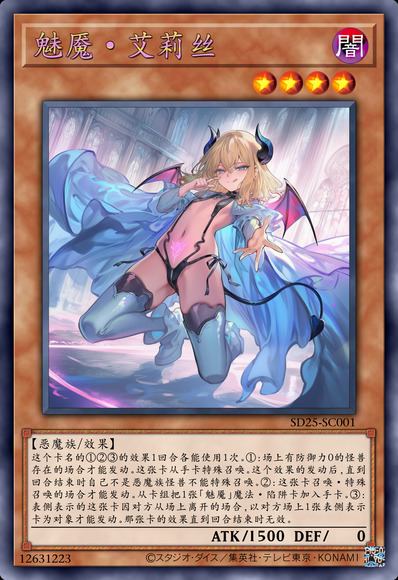 魅魇・艾莉丝
闇
SD25-SC001
【恶魔族/效果】
这个卡名的①②③的效果1回合各能使用1次。①：场上有防御力0的怪兽
存在的场合才能发动。这张卡从手卡特殊召唤。这个效果的发动后，直到
回合结束时自己不是恶魔族怪兽不能特殊召唤。②：这张卡召唤・特殊
召唤的场合才能发动。从卡组把1张「魅魇」魔法・陷阱卡加入手卡。③：
表侧表示的这张卡因对方从场上离开的场合，以对方场上1张表侧表示
卡为对象才能发动。那张卡的效果直到回合结束时无效。
ATK/1500 DEF/ 0
12631223 ©スタジオ・ダイス／集英社・テレビ東京・KONAMI